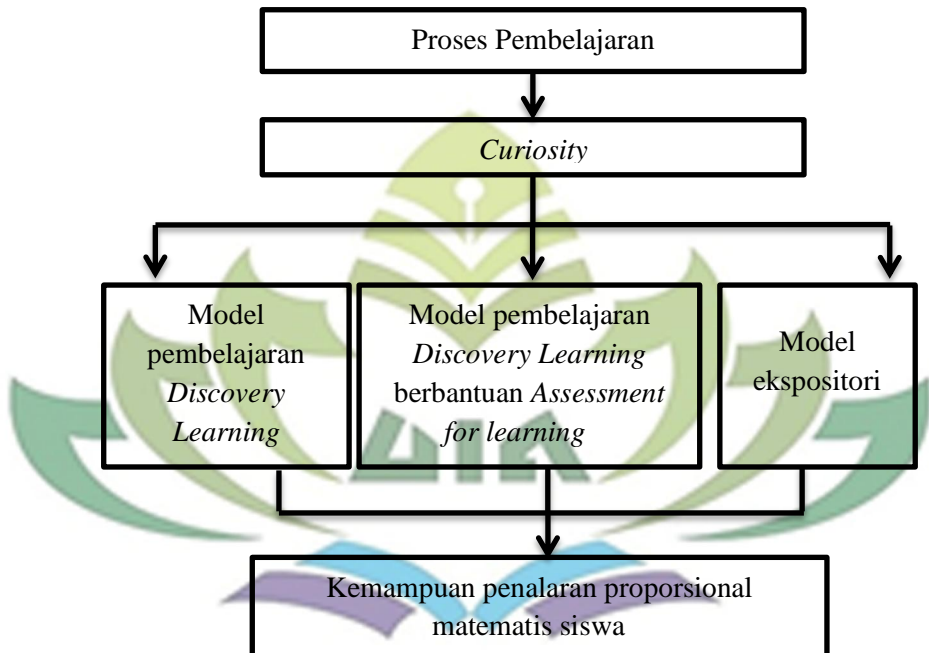 Proses Pembelajaran
Curiosity
Model
pembelajaran
Discovery
Learning
Model pembelajaran
Discovery Learning
berbantuan Assessment
for learning
Model
ekspositori
Kemampuan penalaran proporsional
matematis siswa